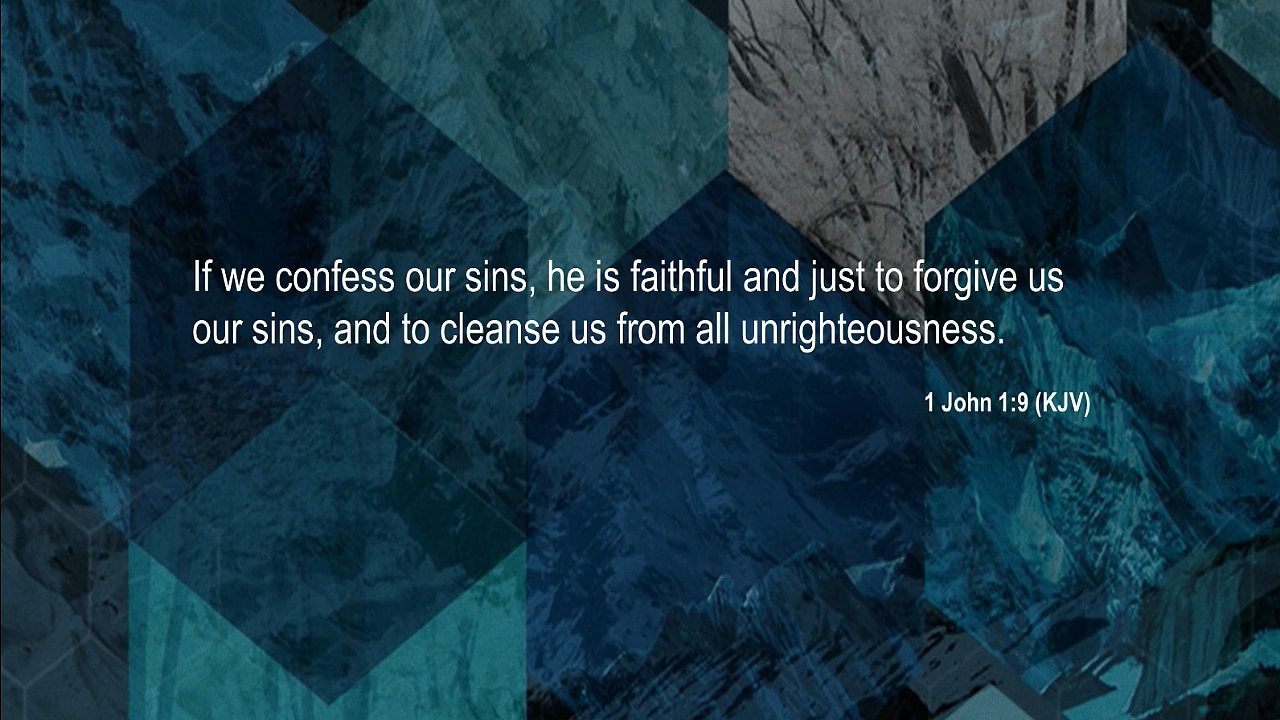 If we confess our sins, he is faithful and just to forgive us
our sins, and to cleanse us from all unrighteousness.
1 John 1:9 (KJV)